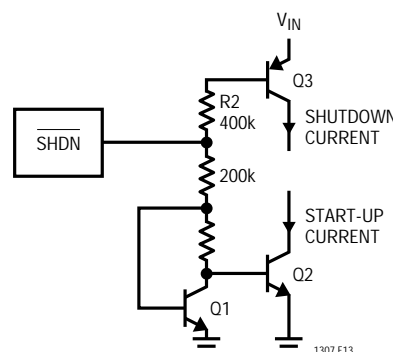 V_IN
Q3
R2
400k
SHUTDOWN
CURRENT
SHDN
200k
START-UP
CURRENT
Q2
Q1
1307 F13